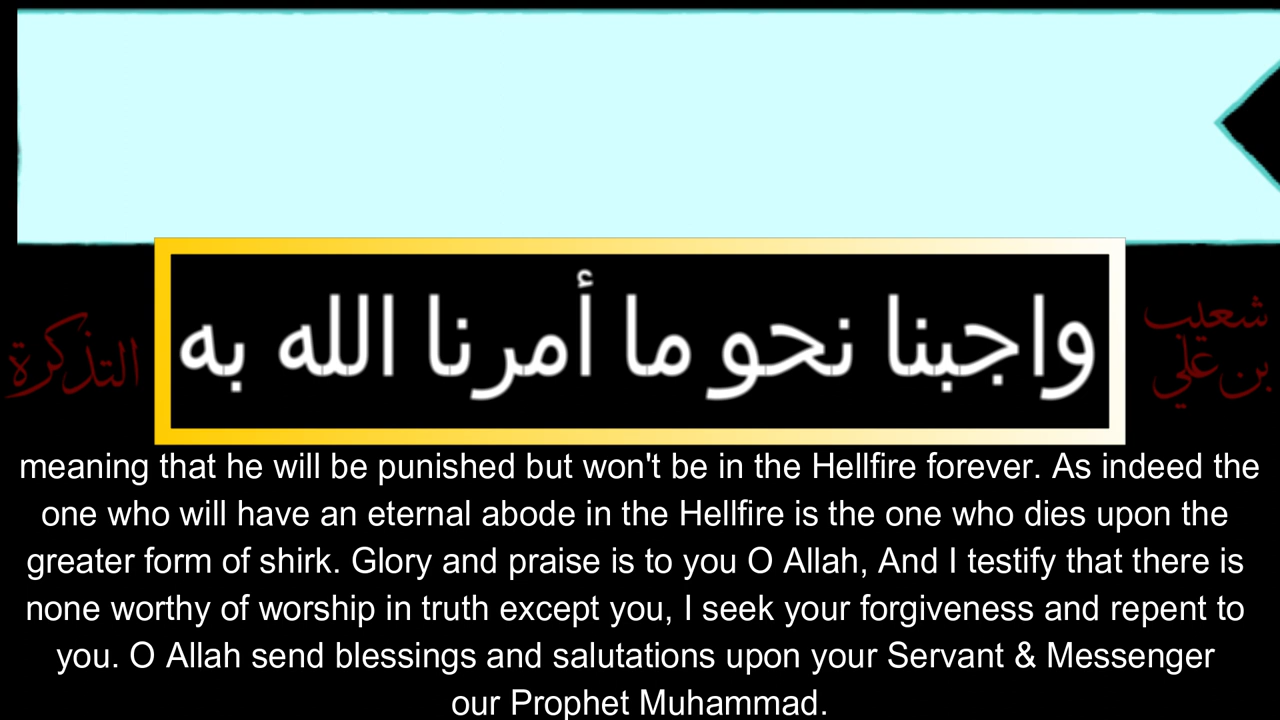 واجبنا نحو ما أمرنا الله به
شعيب
بن علي
التذكرة
meaning that he will be punished but won't be in the Hellfire forever. As indeed the
one who will have an eternal abode in the Hellfire is the one who dies upon the
greater form of shirk. Glory and praise is to you O Allah, And I testify that there is
none worthy of worship in truth except you, I seek your forgiveness and repent to
you. O Allah send blessings and salutations upon your Servant & Messenger
our Prophet Muhammad.